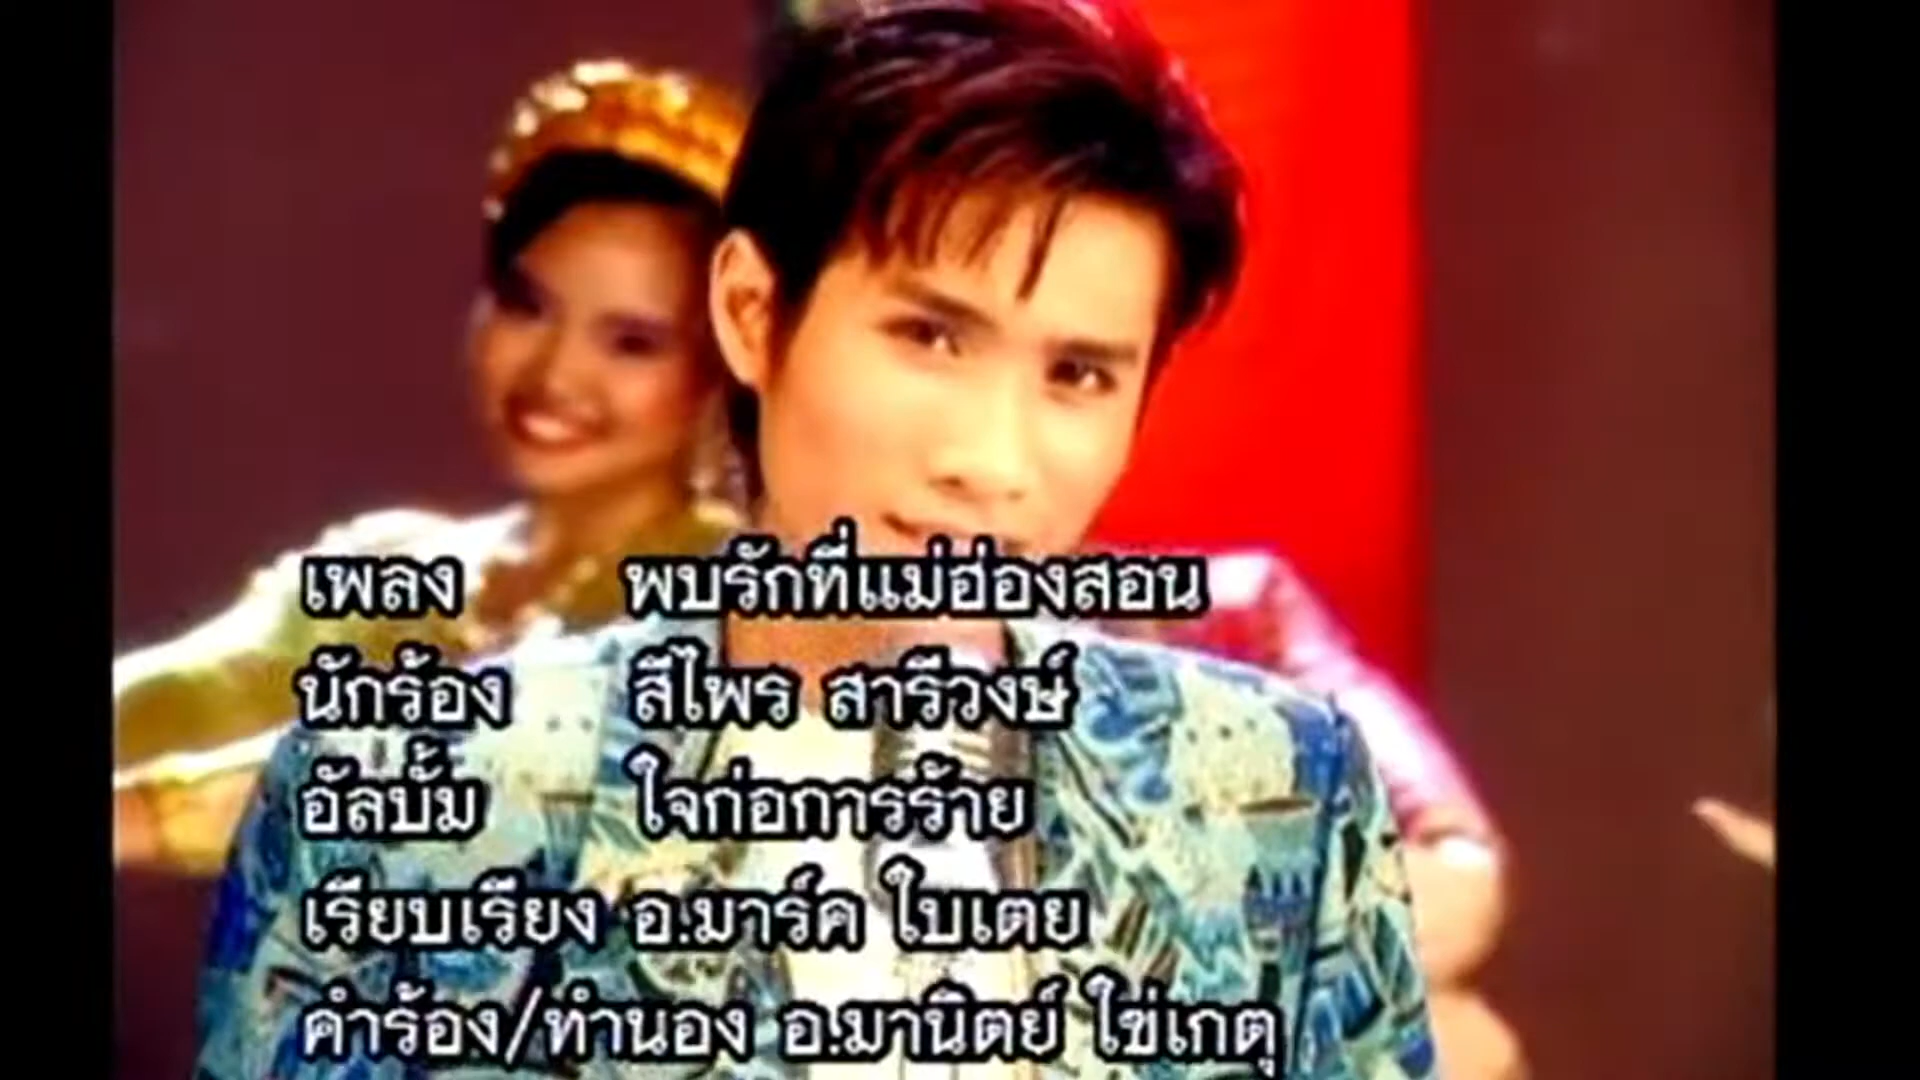 เพลง พบรักที่แม่ฮ่องสอน
นักร้อง สีไพร สารีวงษ์
อัลบั้ม ใจก่อการร้าย
เรียบเรียง อ.มาร์ค ใบเตย
คำร้อง/ทำนอง อ.มานิตย์ ไข่เกตุ